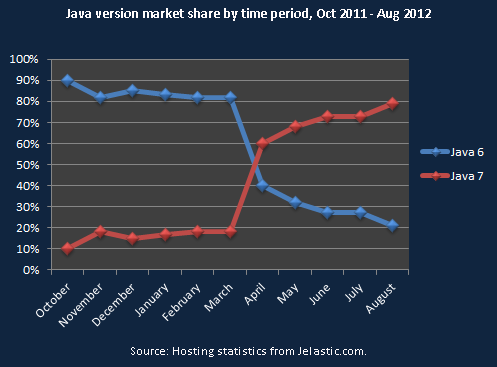 Java version market share by time period, Oct 2011 - Aug 2012
100%
90%
80%
70%
60%
50%
40%
30%
20%
10%
0%
Java 6
Java 7
October
November
December
January
February
March
April
May
June
July
August
Source: Hosting statistics from Jelastic.com.